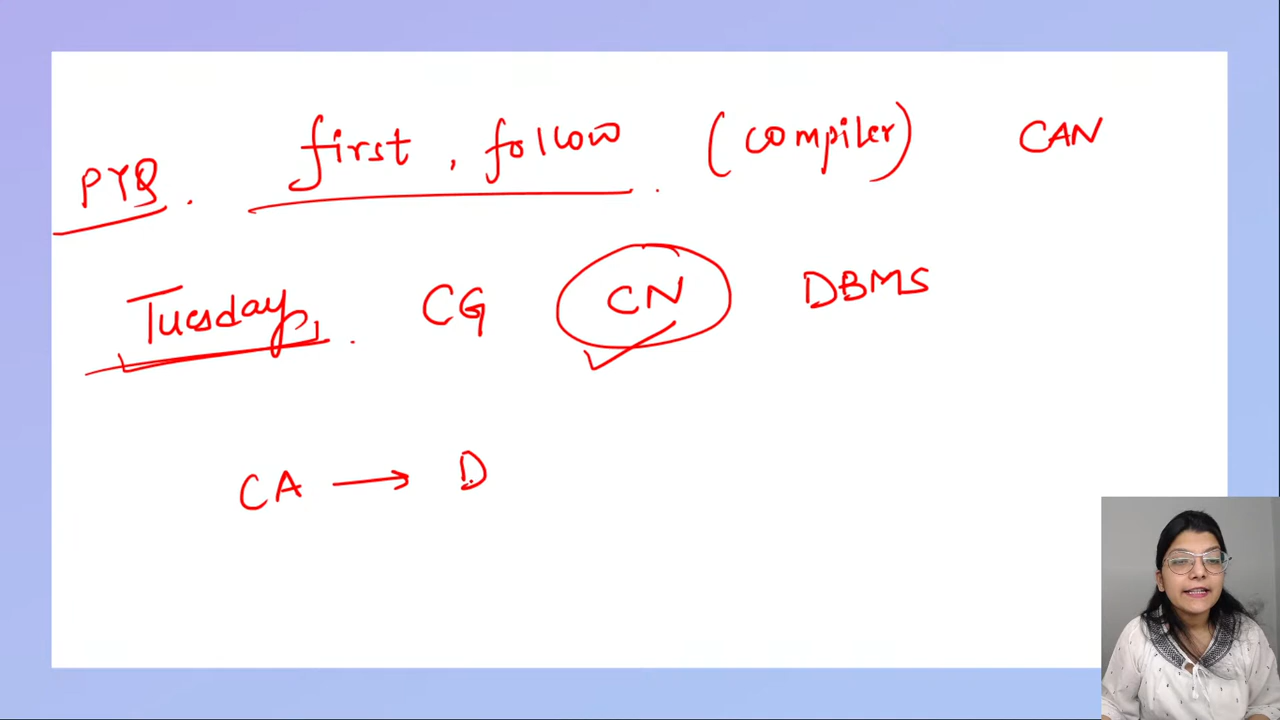 PYQ. first, follow. (compiler) CAN
Tuesday. CG CN DBMS
CA → D